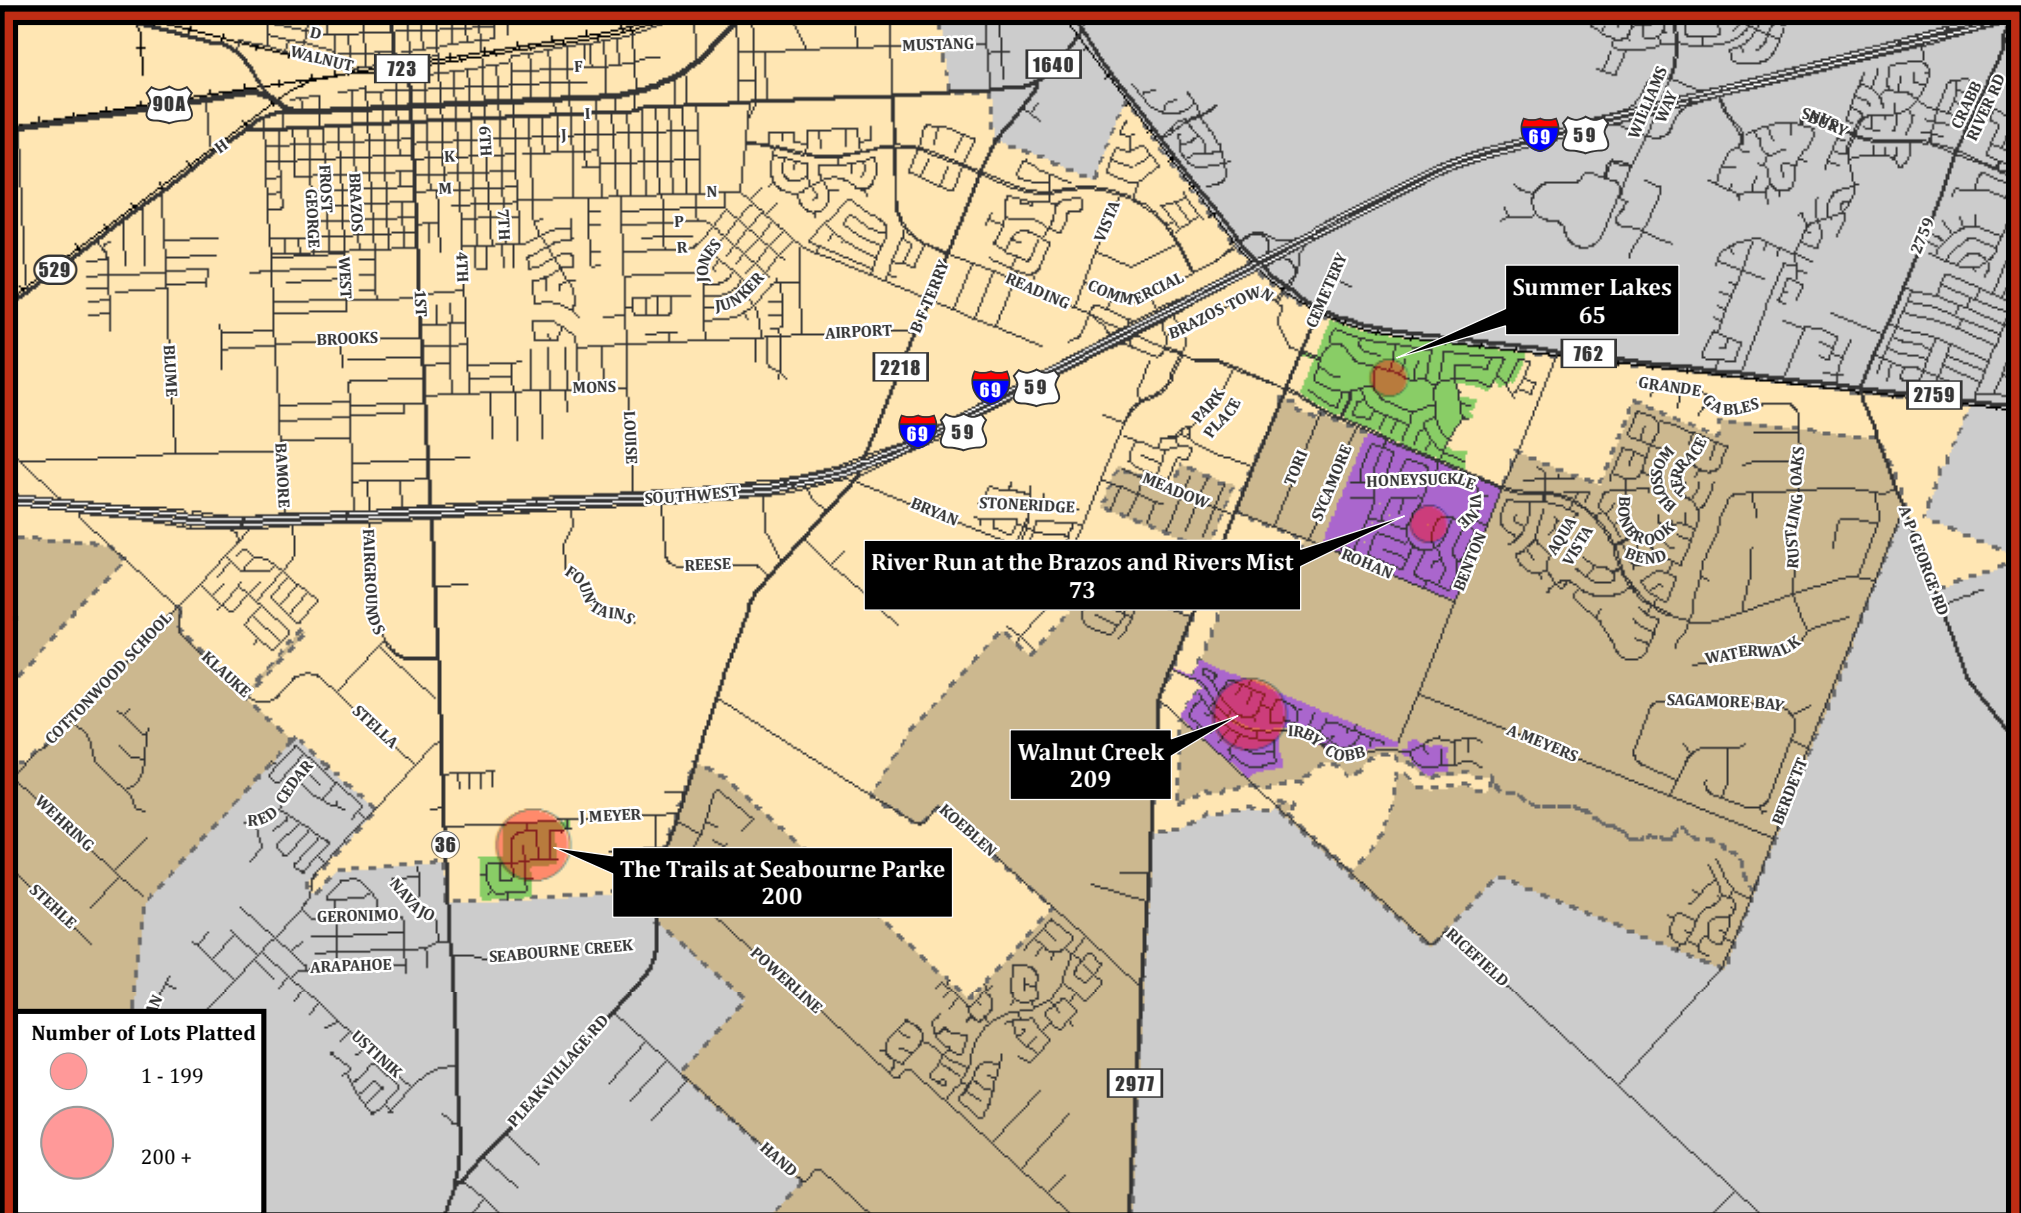 D
WALNUT
723
F
MUSTANG
1640
90A
H
I
J
6TH
K
M
N
P
R
7TH
FROST
GEORGE
BRAZOS
WEST
4TH
1ST
529
JONES
JUNKER
VISTA
READING
COMMERCIAL
BRAZOS TOWN
CEMETERY
BF TERRY
AIRPORT
BROOKS
BLUME
MONS
LOUISE
2218
69
59
69
59
69
59
WILLIAMS
WAY
CRABB
RIVER RD
2759
Summer Lakes
65
762
2759
GRANDE GABLES
PARK
PLACE
BAMORE
SOUTHWEST
BRYAN
STONERIDGE
MEADOW
TORI
SYCAMORE
HONEYSUCKLE
VINE
BLOSSOM
TERRACE
RUSTLING OAKS
AQUA
VISTA
BONBROOK
BEND
A P GEORGE RD
FAIRGROUNDS
FOUNTAINS
REESE
River Run at the Brazos and Rivers Mist
73
ROHAN
BENTON
COTTONWOOD SCHOOL
KLAUKE
STELLA
WATERWALK
SAGAMORE BAY
A MEYERS
BERDETT
Walnut Creek
209
IRBY COBB
RED CEDAR
WEHRING
STEHLE
36
J MEYER
The Trails at Seabourne Parke
200
KOEBLEN
NAVAJO
GERONIMO
ARAPAHOE
SEABOURNE CREEK
POWERLINE
RICEFIELD
USTINIK
PLEAK VILLAGE RD
HAND
2977
Number of Lots Platted
1 - 199
200 +